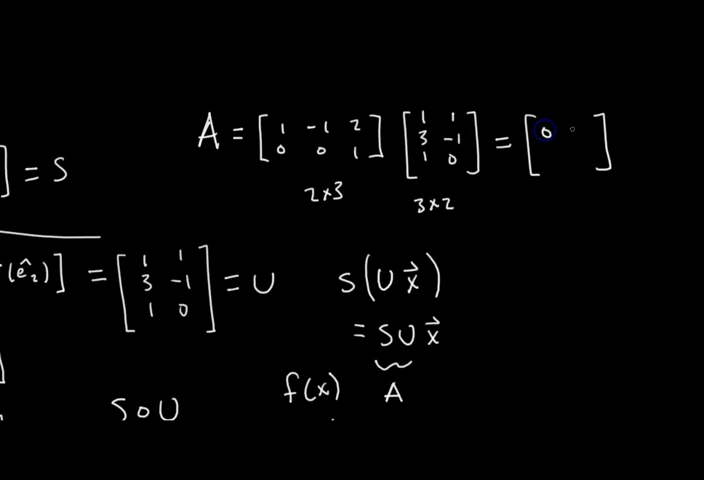 A = [ 1 -1 2 ] [ 1 1 ] = [ 0
0 0 1 3 -1
1 0
2×3 3×2
] = S
(ê₂)] = [ 1 1 ] = U S(U x⃗)
3 -1
1 0
= SU x⃗
S∘U f(x) A